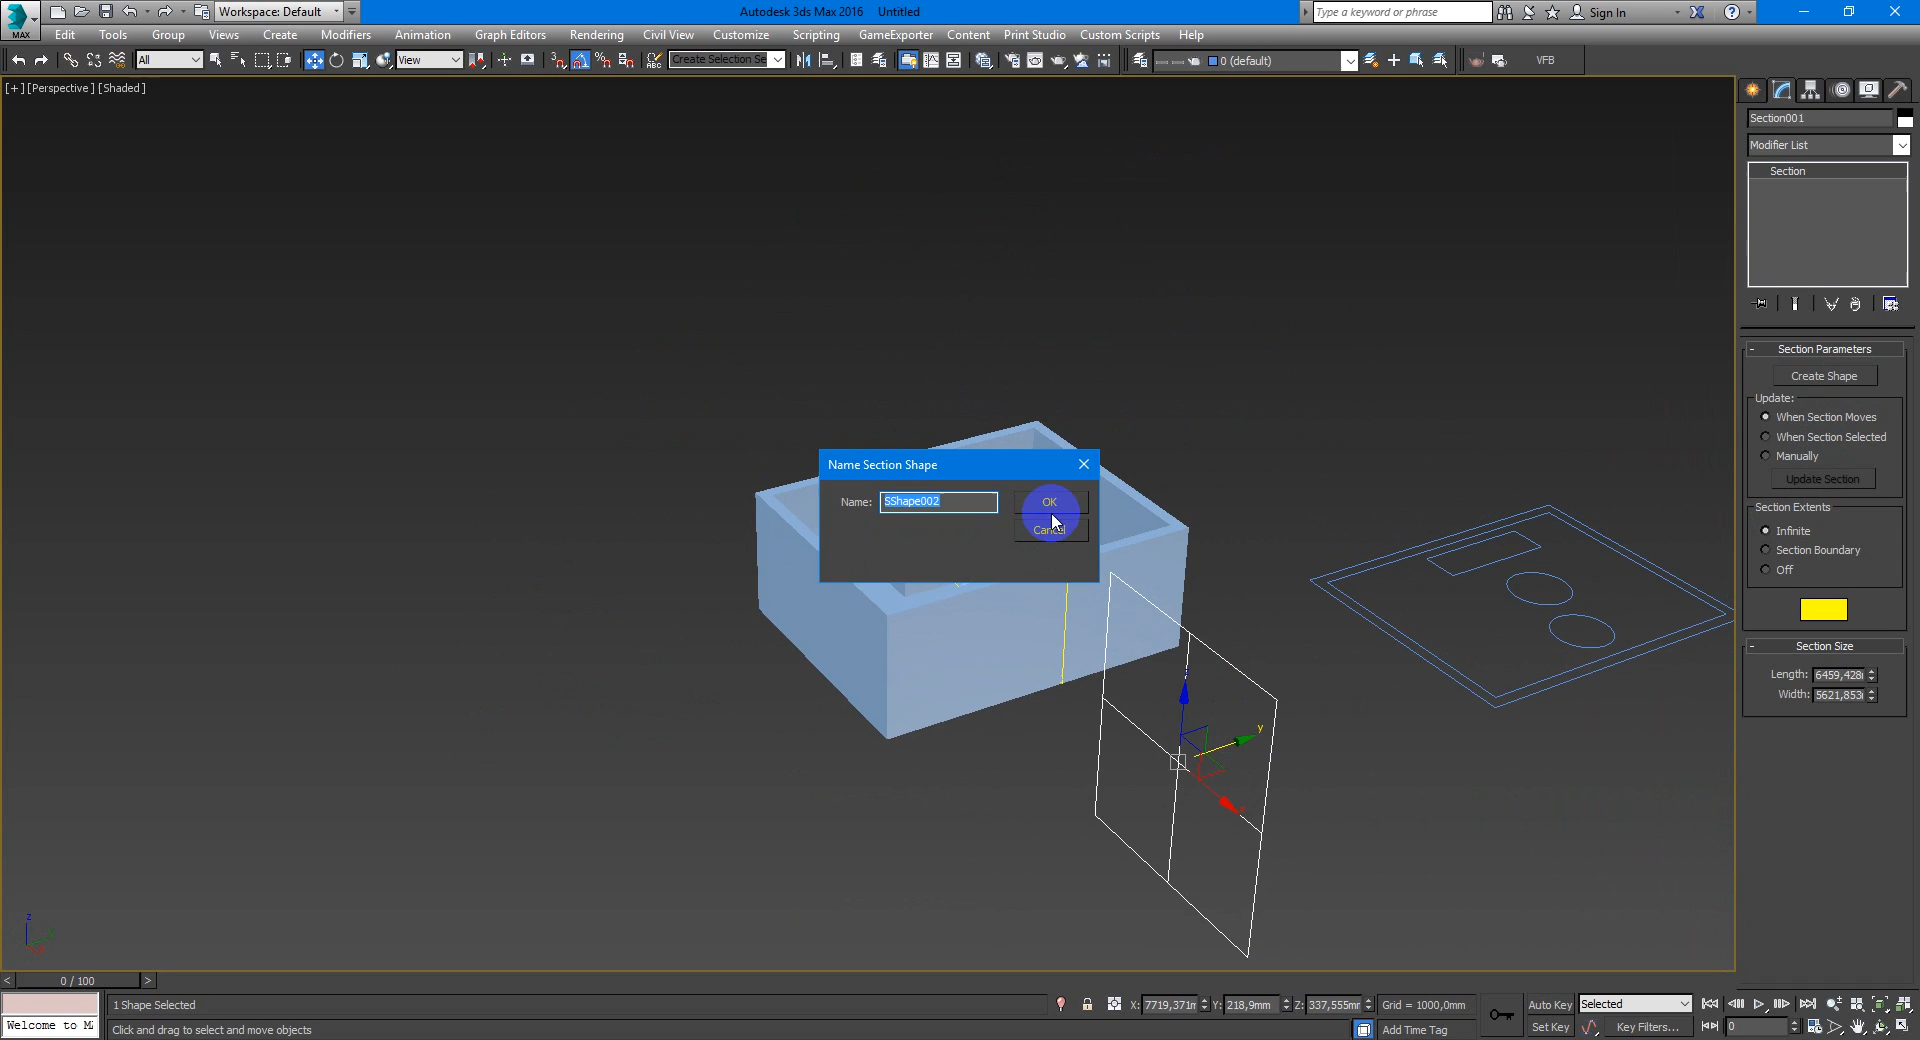 MAX
Workspace: Default
Autodesk 3ds Max 2016 Untitled
Type a keyword or phrase
Sign In
Edit Tools Group Views Create Modifiers Animation Graph Editors Rendering Civil View Customize Scripting GameExporter Content Print Studio Custom Scripts Help
All
View
Create Selection Se
0 (default)
VFB
[+] [Perspective] [Shaded]
Section001
Modifier List
Section
Section Parameters
Create Shape
Update:
When Section Moves
When Section Selected
Manually
Update Section
Section Extents
Infinite
Section Boundary
Off
Section Size
Length: 6459,428
Width: 5621,853
Name Section Shape
Name: SShape002 OK
Cancel
y
z
0 / 100
1 Shape Selected
X: 7719,371 Y: 218,9mm Z: 337,555mm
Grid = 1000,0mm
Auto Key Selected
Welcome to M
Click and drag to select and move objects
Add Time Tag
Set Key Key Filters... 0